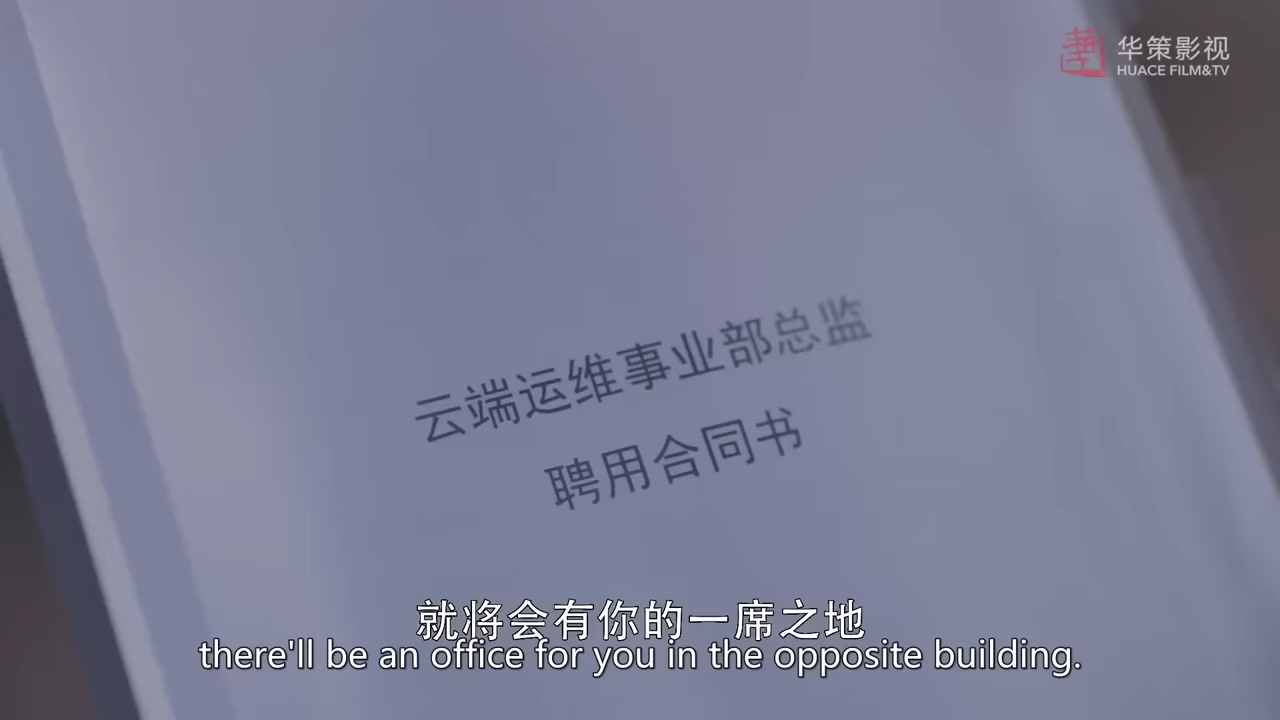 華
华策影视
HUACE FILM&TV
云端运维事业部总监
聘用合同书
就将会有你的一席之地
there'll be an office for you in the opposite building.